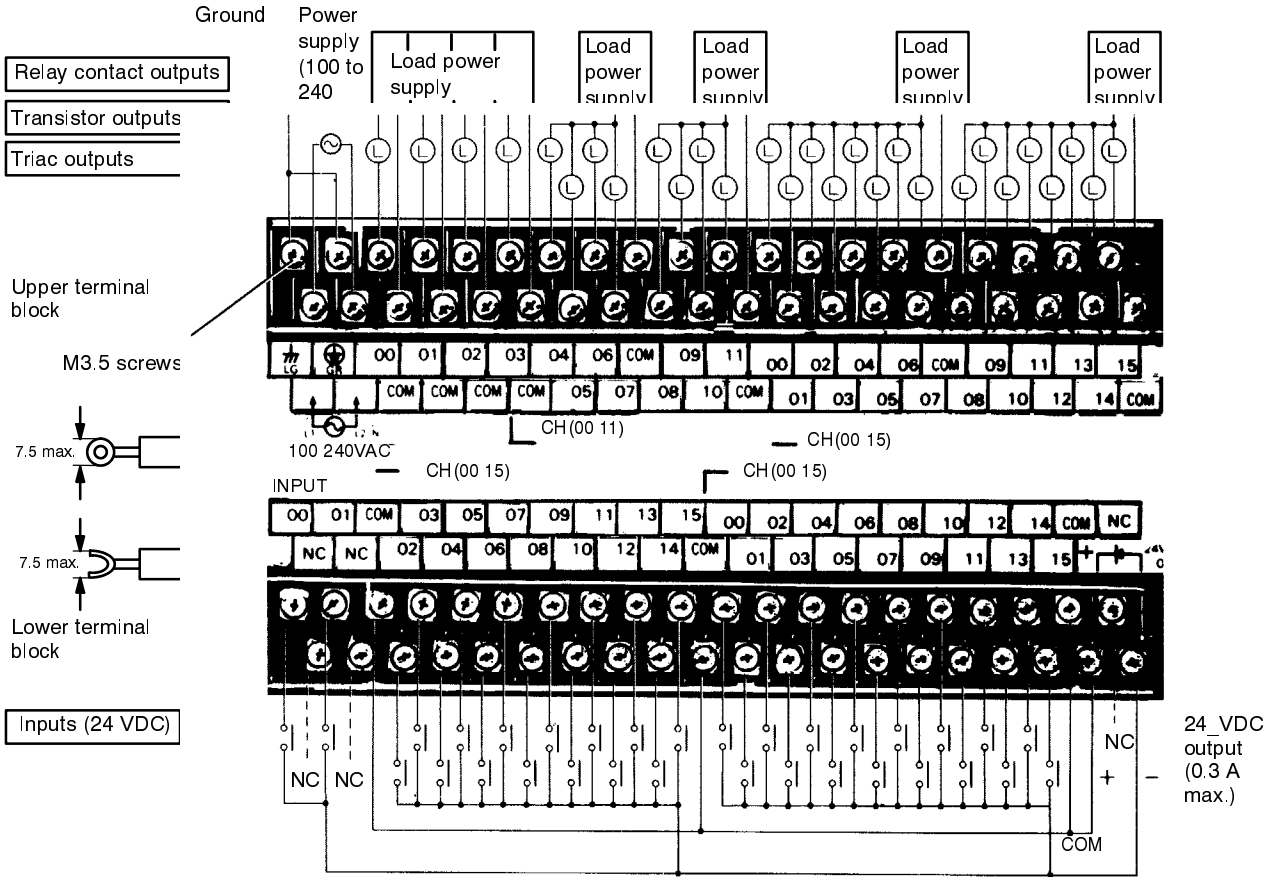 Ground
Power
supply
(100 to
240
Load power
supply
Load
power
supply
Load
power
supply
Load
power
supply
Load
power
supply
Relay contact outputs
Transistor outputs
Triac outputs
L L L L L L L L L L L L L L L L
L L L L L L L L L L L L
Upper terminal
block
M3.5 screws
LG GR 00 01 02 03 04 06 COM 09 11 00 02 04 06 COM 09 11 13 15
COM COM COM COM 05 07 08 10 COM 01 03 05 07 08 10 12 14 COM
100 240VAC
CH(00 11)
CH(00 15)
7.5 max.
CH(00 15)
CH(00 15)
INPUT
00 01 COM 03 05 07 09 11 13 15 00 02 04 06 08 10 12 14 COM NC
NC NC 02 04 06 08 10 12 14 COM 01 03 05 07 09 11 13 15 +
7.5 max.
Lower terminal
block
Inputs (24 VDC)
NC NC
NC
+ −
24_VDC
output
(0.3 A
max.)
COM